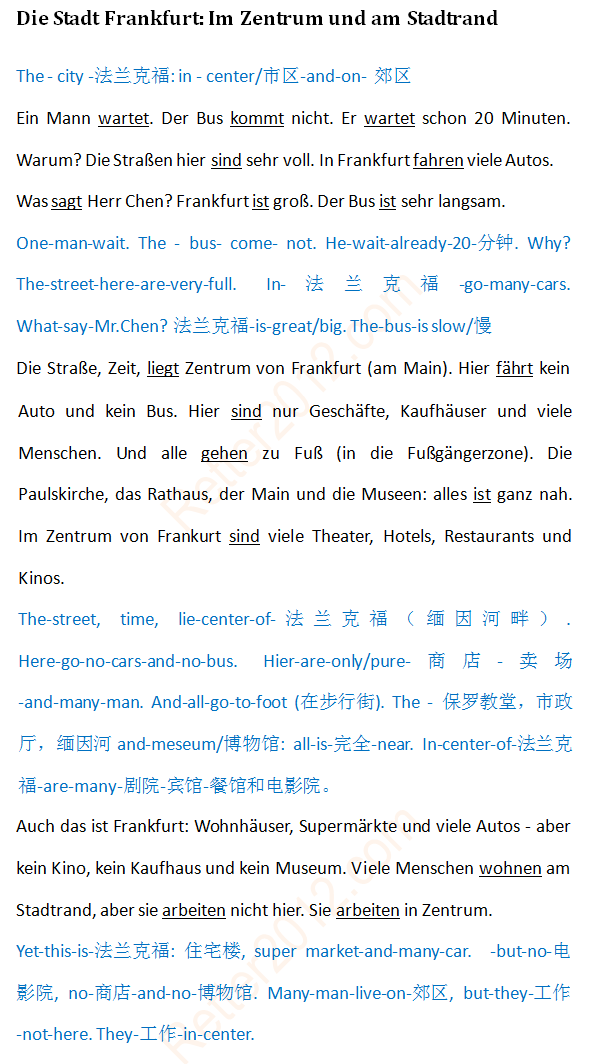 Die Stadt Frankfurt: Im Zentrum und am Stadtrand
The - city -法兰克福: in - center/市区-and-on- 郊区
Ein Mann wartet. Der Bus kommt nicht. Er wartet schon 20 Minuten.
Warum? Die Straßen hier sind sehr voll. In Frankfurt fahren viele Autos.
Was sagt Herr Chen? Frankfurt ist groß. Der Bus ist sehr langsam.
One-man-wait. The - bus- come- not. He-wait-already-20-分钟. Why?
The-street-here-are-very-full. In- 法兰克福 -go-many-cars.
What-say-Mr.Chen? 法兰克福-is-great/big. The-bus-is slow/慢
Die Straße, Zeit, liegt Zentrum von Frankfurt (am Main). Hier fährt kein
Auto und kein Bus. Hier sind nur Geschäfte, Kaufhäuser und viele
Menschen. Und alle gehen zu Fuß (in die Fußgängerzone). Die
Paulskirche, das Rathaus, der Main und die Museen: alles ist ganz nah.
Im Zentrum von Frankurt sind viele Theater, Hotels, Restaurants und
Kinos.
The-street, time, lie-center-of- 法兰克福（缅因河畔）.
Here-go-no-cars-and-no-bus. Hier-are-only/pure- 商店 - 卖场
-and-many-man. And-all-go-to-foot (在步行街). The - 保罗教堂，市政
厅，缅因河 and-meseum/博物馆: all-is-完全-near. In-center-of-法兰克
福-are-many-剧院-宾馆-餐馆和电影院。
Auch das ist Frankfurt: Wohnhäuser, Supermärkte und viele Autos - aber
kein Kino, kein Kaufhaus und kein Museum. Viele Menschen wohnen am
Stadtrand, aber sie arbeiten nicht hier. Sie arbeiten in Zentrum.
Yet-this-is-法兰克福: 住宅楼, super market-and-many-car. -but-no-电
影院, no-商店-and-no-博物馆. Many-man-live-on-郊区, but-they-工作
-not-here. They-工作-in-center.
Retter2012.com
Retter2012.com